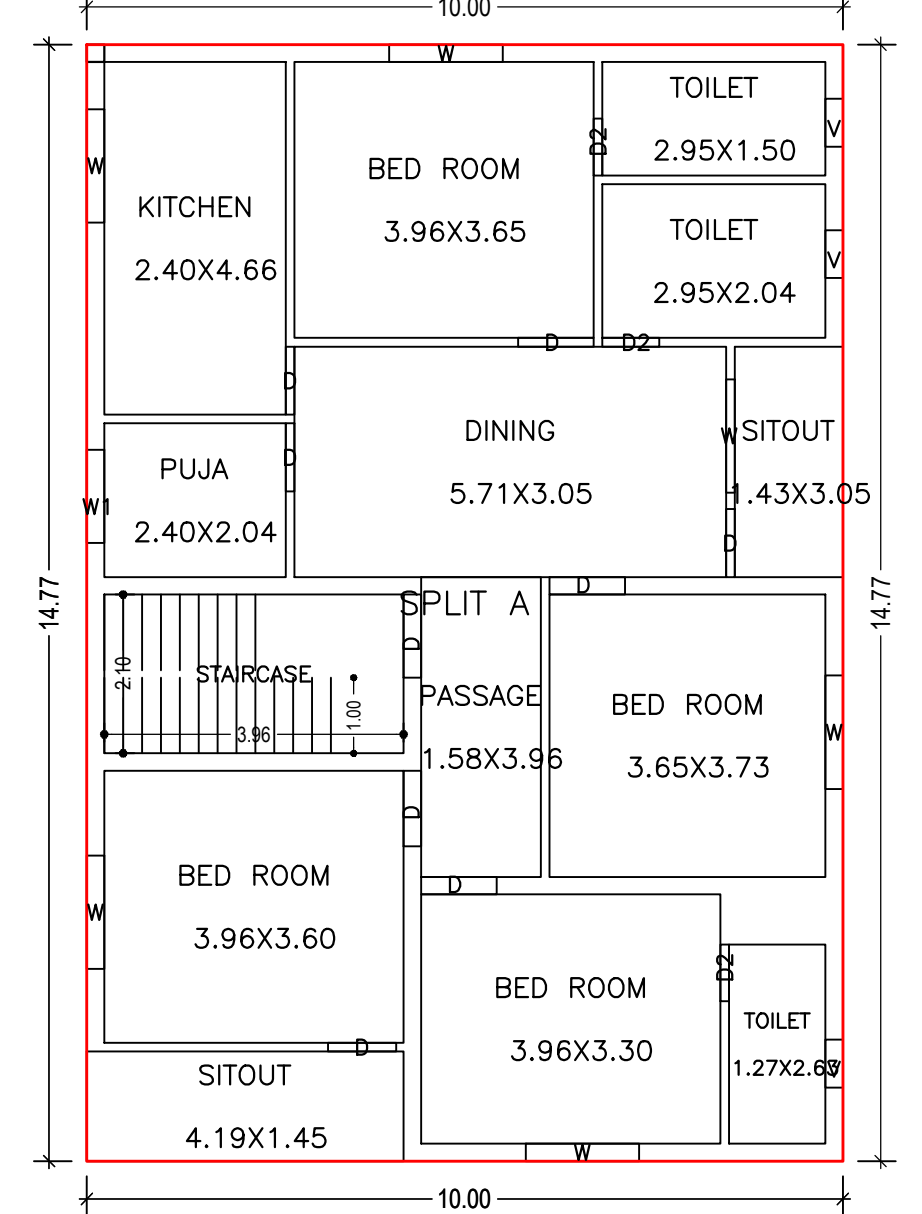 10.00
W
TOILET
2.95X1.50
V
D2
W
BED ROOM
3.96X3.65
KITCHEN
2.40X4.66
TOILET
2.95X2.04
V
D
D2
D
DINING
5.71X3.05
W
SITOUT
1.43X3.05
D
PUJA
2.40X2.04
W1
D
14.77
14.77
D
SPLIT A
D
STAIRCASE
2.10
3.96
1.00
PASSAGE
1.58X3.96
BED ROOM
3.65X3.73
W
D
BED ROOM
3.96X3.60
W
D
BED ROOM
3.96X3.30
D2
TOILET
1.27X2.63
V
D
SITOUT
4.19X1.45
W
10.00